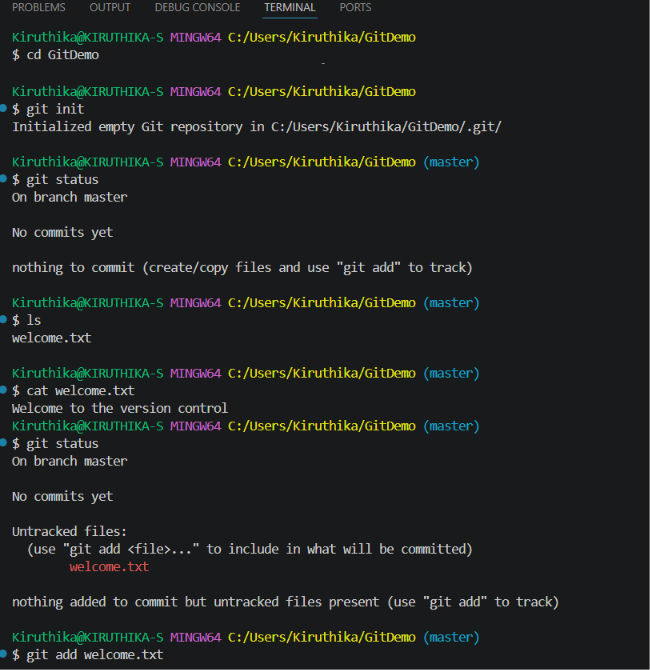 PROBLEMS OUTPUT DEBUG CONSOLE TERMINAL PORTS
Kiruthika@KIRUTHIKA-S MINGW64 C:/Users/Kiruthika/GitDemo
$ cd GitDemo
Kiruthika@KIRUTHIKA-S MINGW64 C:/Users/Kiruthika/GitDemo
$ git init
Initialized empty Git repository in C:/Users/Kiruthika/GitDemo/.git/
Kiruthika@KIRUTHIKA-S MINGW64 C:/Users/Kiruthika/GitDemo (master)
$ git status
On branch master
No commits yet
nothing to commit (create/copy files and use "git add" to track)
Kiruthika@KIRUTHIKA-S MINGW64 C:/Users/Kiruthika/GitDemo (master)
$ ls
welcome.txt
Kiruthika@KIRUTHIKA-S MINGW64 C:/Users/Kiruthika/GitDemo (master)
$ cat welcome.txt
Welcome to the version control
Kiruthika@KIRUTHIKA-S MINGW64 C:/Users/Kiruthika/GitDemo (master)
$ git status
On branch master
No commits yet
Untracked files:
(use "git add <file>..." to include in what will be committed)
welcome.txt
nothing added to commit but untracked files present (use "git add" to track)
Kiruthika@KIRUTHIKA-S MINGW64 C:/Users/Kiruthika/GitDemo (master)
$ git add welcome.txt